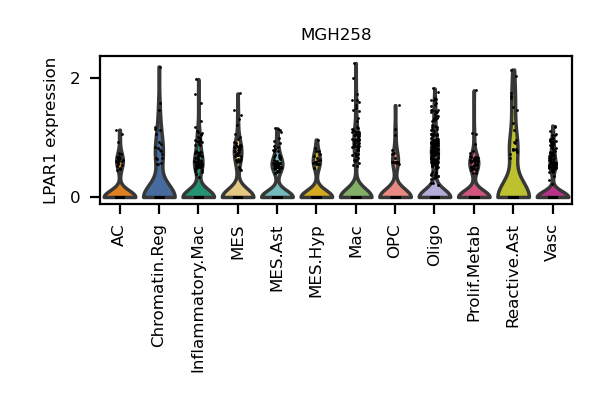 MGH258
LPAR1 expression
2
0
AC
Chromatin.Reg
Inflammatory.Mac
MES
MES.Ast
MES.Hyp
Mac
OPC
Oligo
Prolif.Metab
Reactive.Ast
Vasc